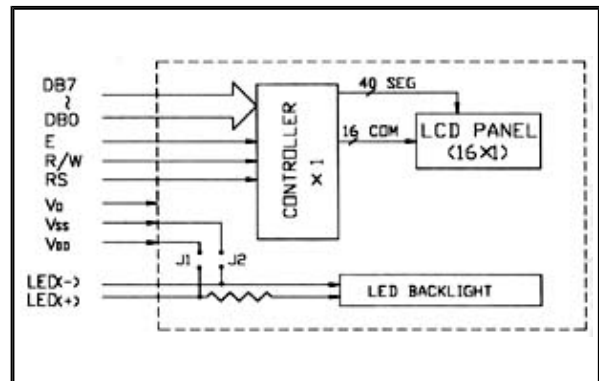 DB7
~
DB0
E
R/W
RS
Vo
Vss
VDD
LED(-)
LED(+)
CONTROLLER
X 1
40 SEG
16 COM
LCD PANEL
(16X1)
J1 J2
LED BACKLIGHT